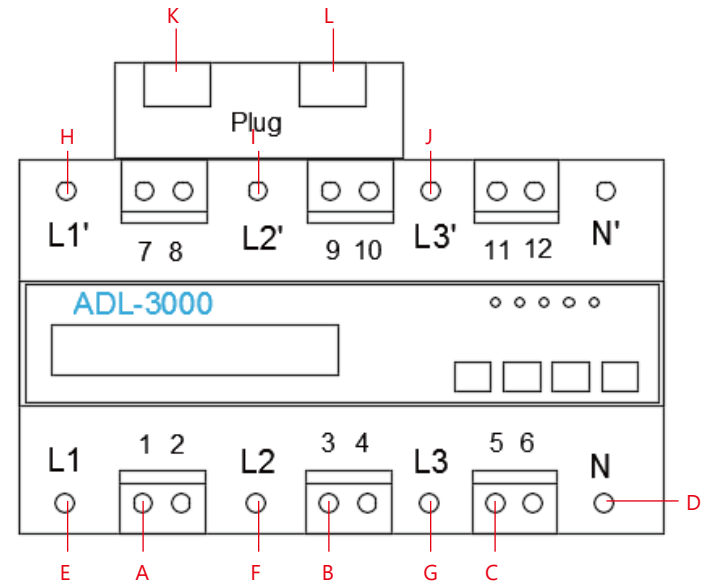 K L
Plug
H I J
L1' L2' L3' N'
7 8 9 10 11 12
ADL-3000
1 2 3 4 5 6
L1 L2 L3 N
D
E A F B G C